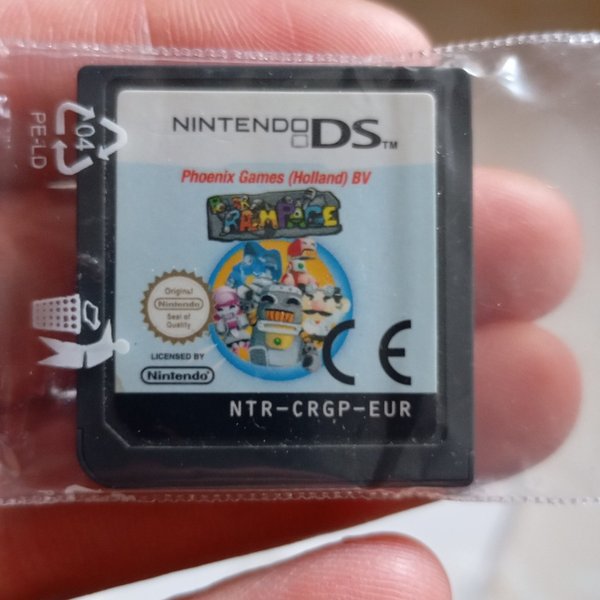 NINTENDO DS TM
Phoenix Games (Holland) BV
RAMPAGE
Original
Nintendo
Seal of
Quality
LICENSED BY
Nintendo
CE
NTR-CRGP-EUR
04
PE-LD